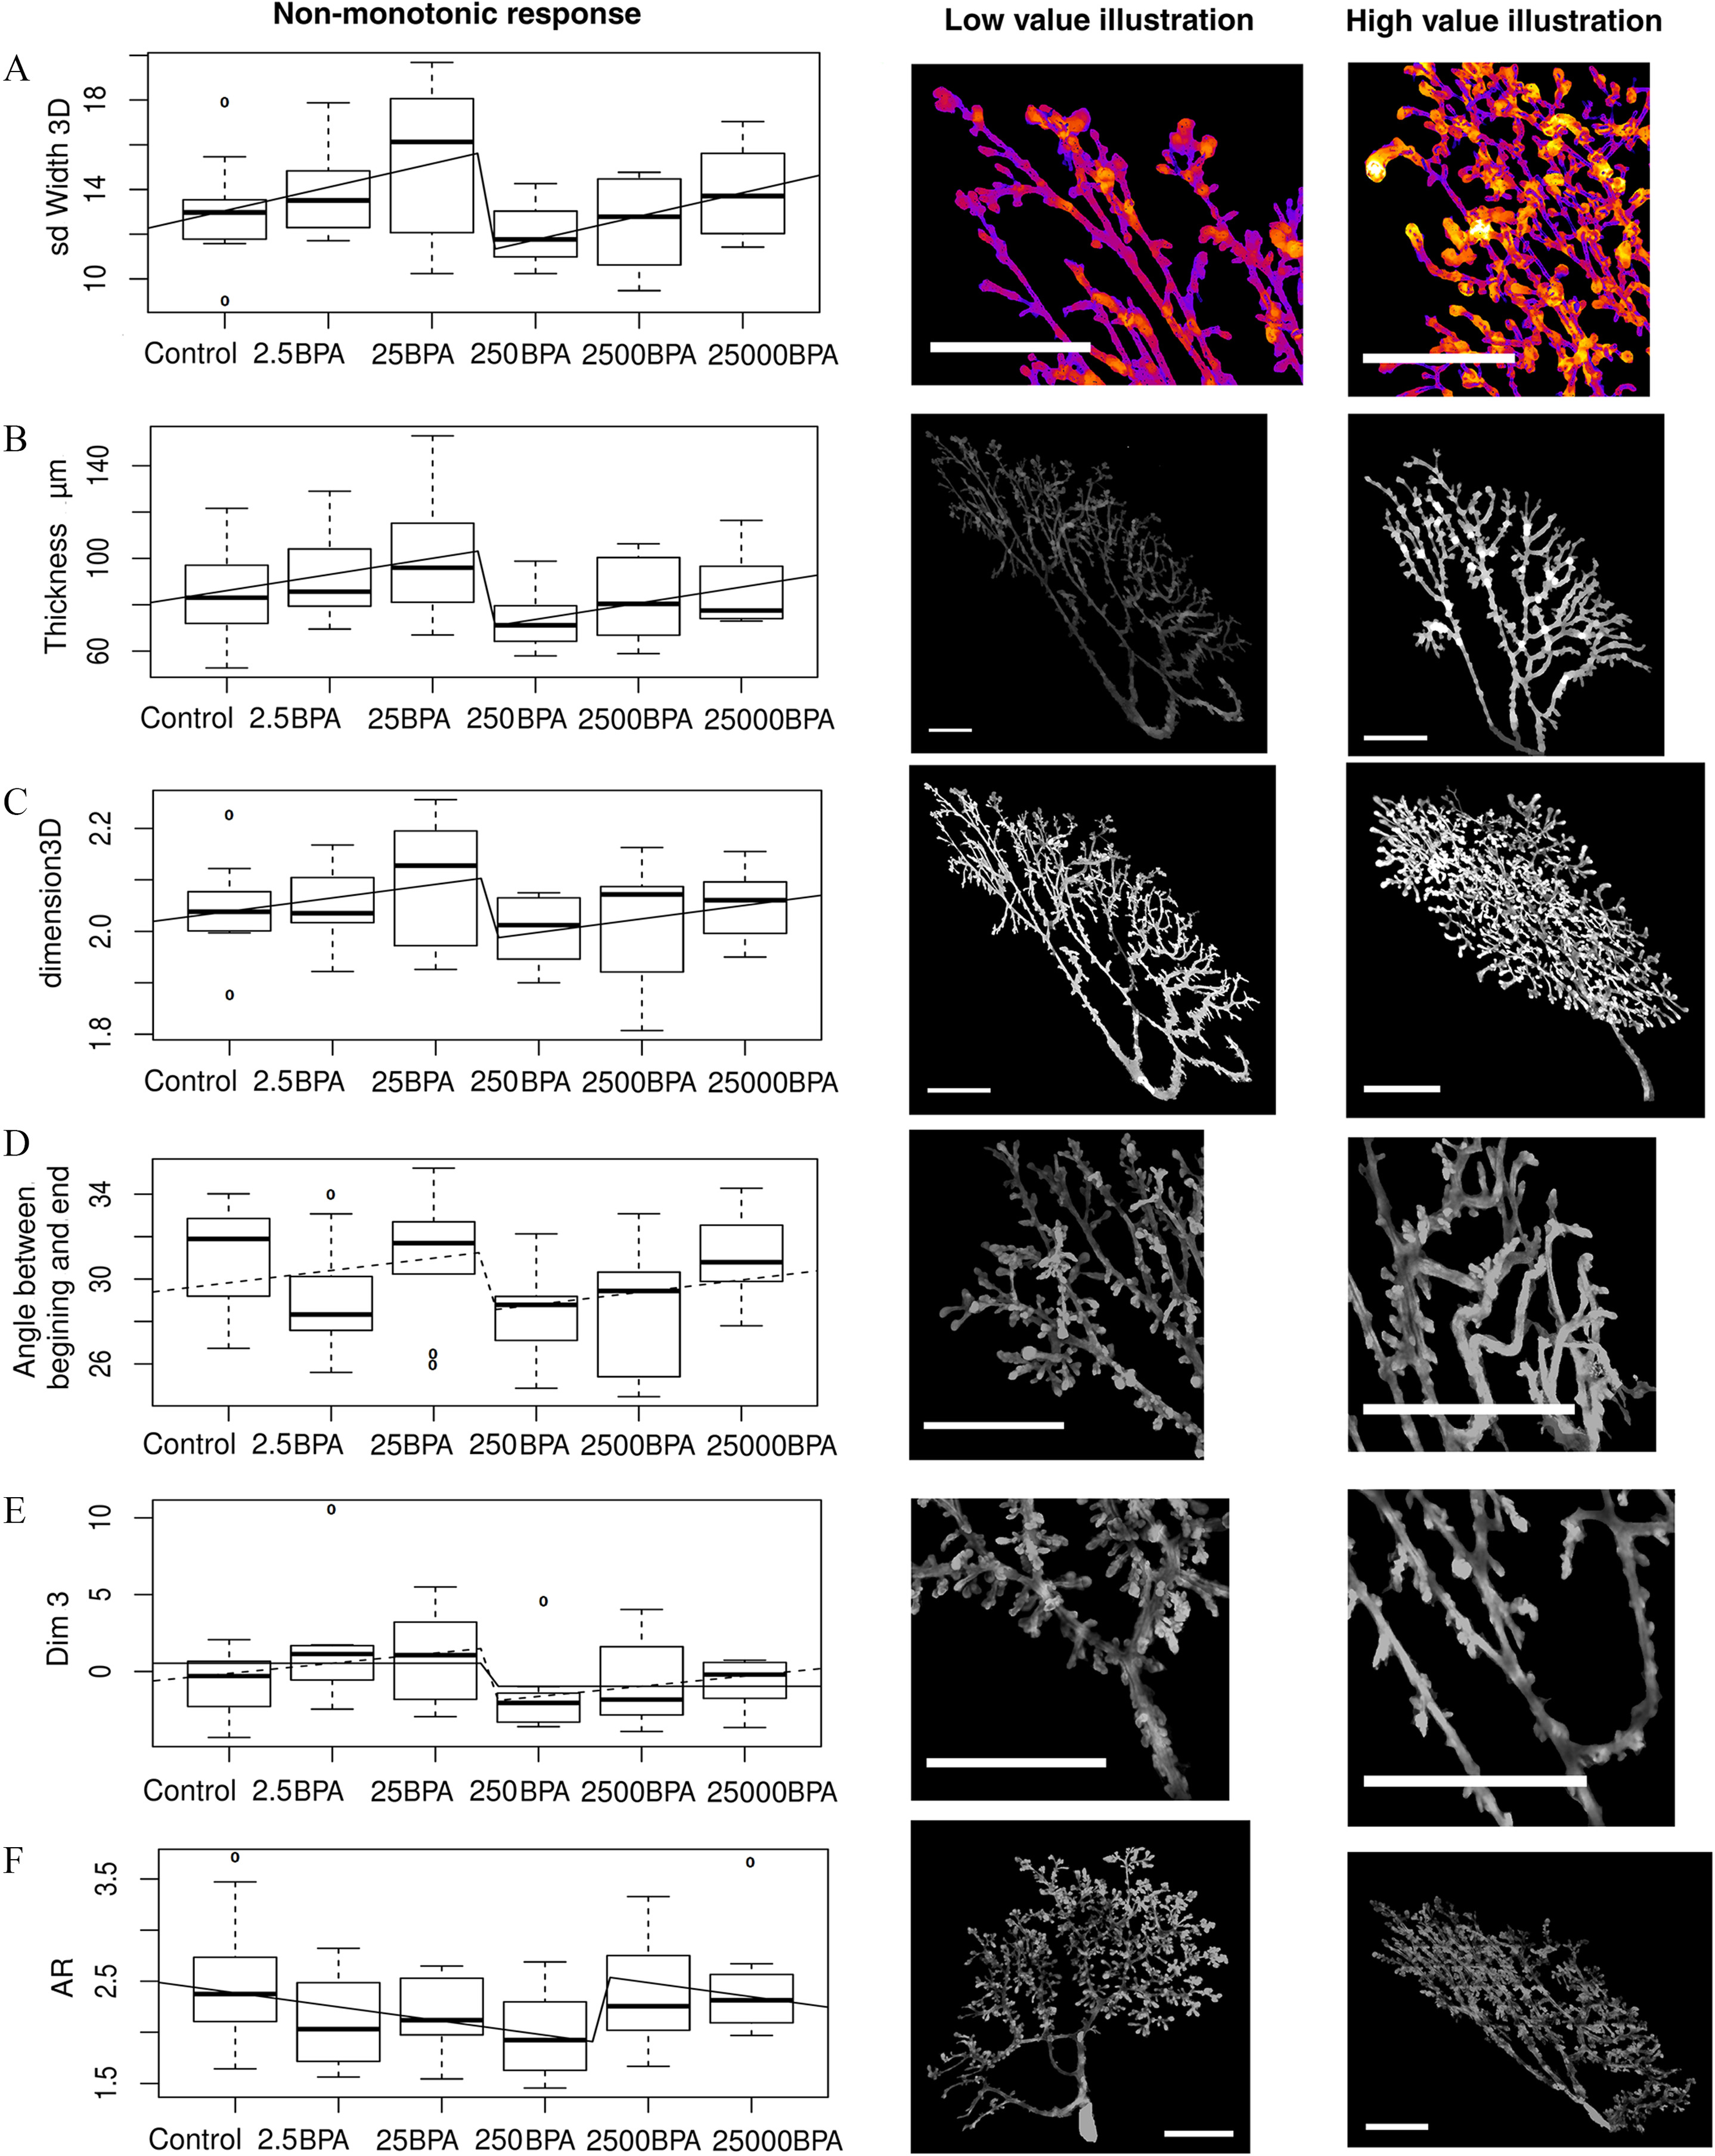 Non-monotonic response
Low value illustration
High value illustration
A
sd Width 3D
18
14
10
Control 2.5BPA 25BPA 250BPA 2500BPA 25000BPA
B
Thickness µm
140
100
60
Control 2.5BPA 25BPA 250BPA 2500BPA 25000BPA
C
dimension3D
2.2
2.0
1.8
Control 2.5BPA 25BPA 250BPA 2500BPA 25000BPA
D
Angle between
begining and end
34
30
26
Control 2.5BPA 25BPA 250BPA 2500BPA 25000BPA
E
Dim 3
10
5
0
Control 2.5BPA 25BPA 250BPA 2500BPA 25000BPA
F
AR
3.5
2.5
1.5
Control 2.5BPA 25BPA 250BPA 2500BPA 25000BPA